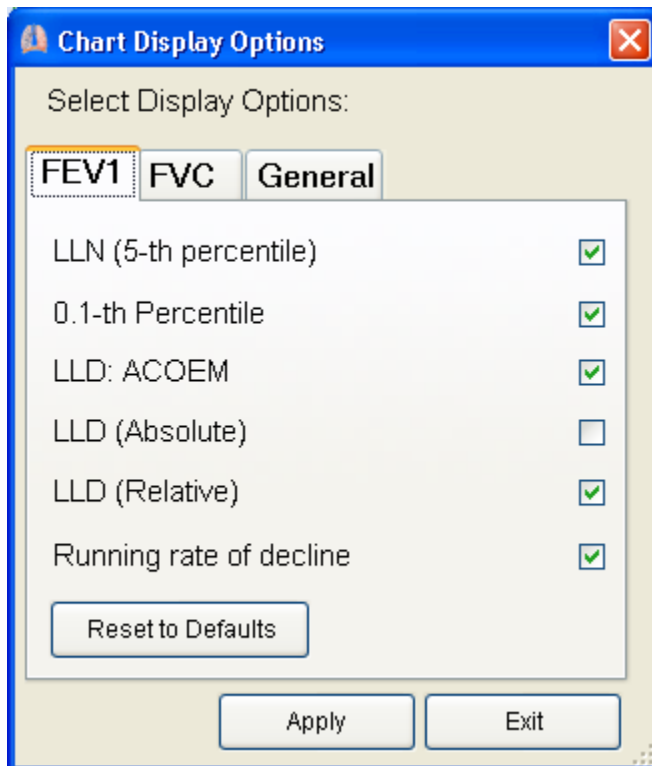 Chart Display Options
Select Display Options:
FEV1 FVC General
LLN (5-th percentile)
0.1-th Percentile
LLD: ACOEM
LLD (Absolute)
LLD (Relative)
Running rate of decline
Reset to Defaults
Apply Exit